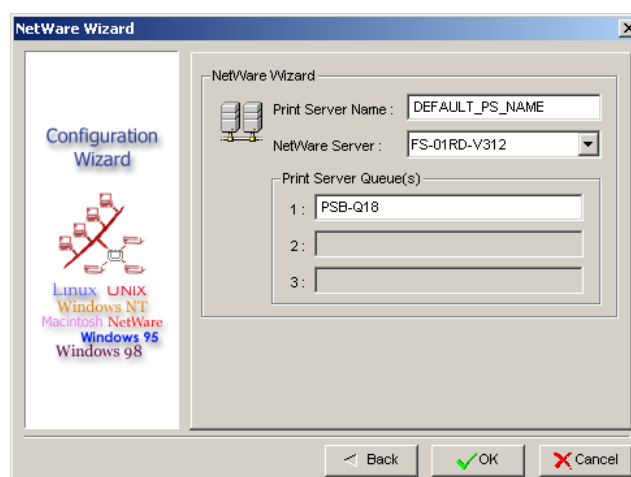 NetWare Wizard
Configuration
Wizard
Linux UNIX
Windows NT
Macintosh NetWare
Windows 95
Windows 98
NetWare Wizard
Print Server Name : DEFAULT_PS_NAME
NetWare Server : FS-01RD-V312
Print Server Queue(s)
1 : PSB-Q18
2 :
3 :
Back
OK
Cancel